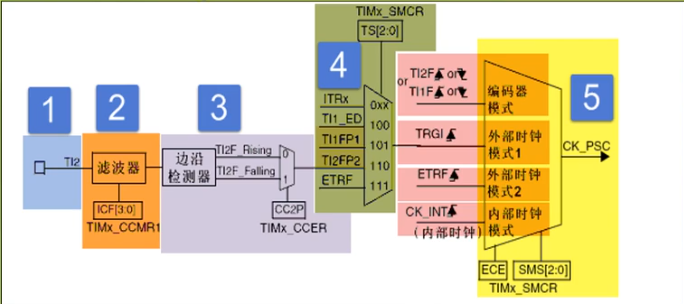 TIMx_SMCR
TS[2:0]
1
2
3
4
5
TI2
滤波器
ICF[3:0]
TIMx_CCMR1
边沿
检测器
TI2F_Rising
TI2F_Falling
0
1
CC2P
TIMx_CCER
ITRx
TI1_ED
TI1FP1
TI2FP2
ETRF
0xx
100
101
110
111
or
TI2F or
TI1F or
编码器
模式
TRGI
外部时钟
模式1
ETRF
外部时钟
模式2
CK_INT
(内部时钟)
内部时钟
模式
CK_PSC
ECE
SMS[2:0]
TIMx_SMCR